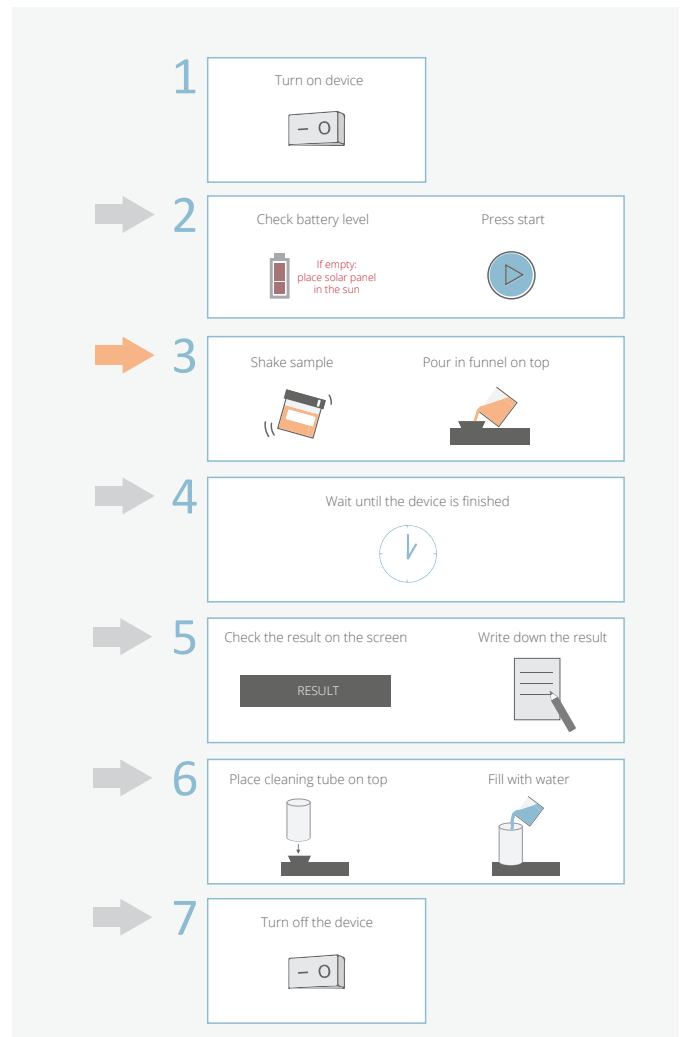 1
Turn on device
– O
2
Check battery level
Press start
If empty:
place solar panel
in the sun
3
Shake sample
Pour in funnel on top
4
Wait until the device is finished
5
Check the result on the screen
Write down the result
RESULT
6
Place cleaning tube on top
Fill with water
7
Turn off the device
– O